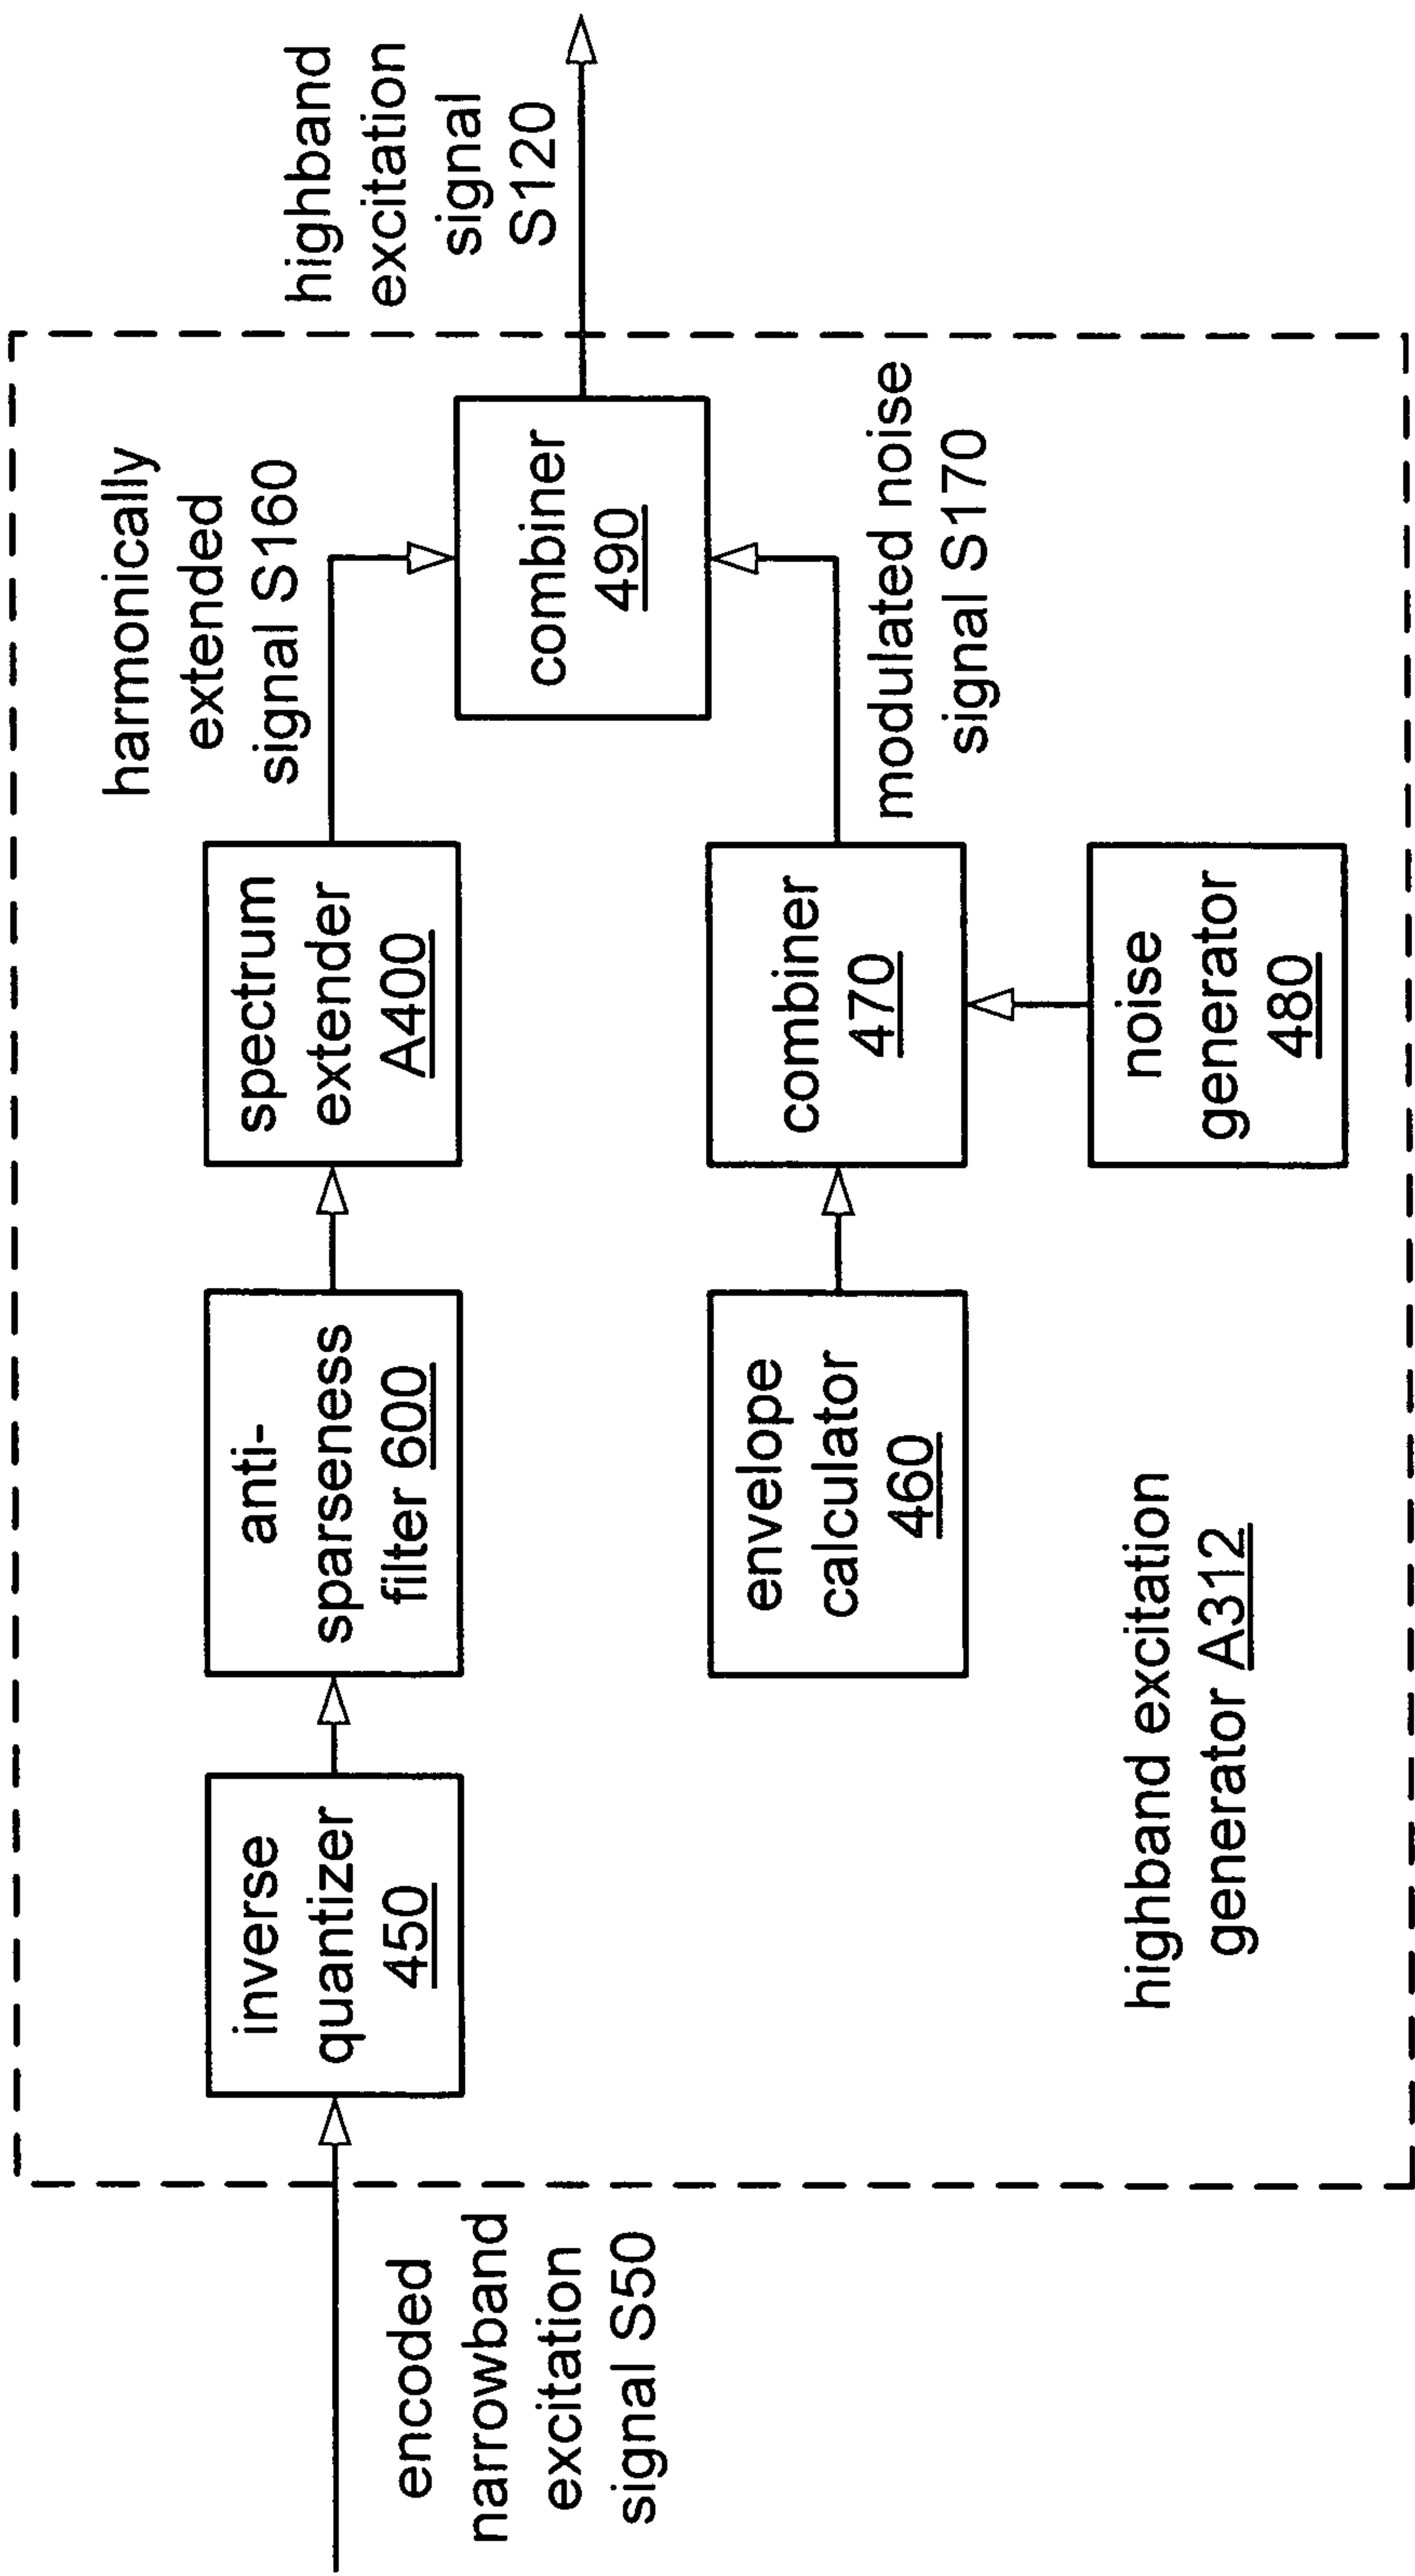 encoded
narrowband
excitation
signal S50
inverse
quantizer
450
anti-
sparseness
filter 600
spectrum
extender
A400
harmonically
extended
signal S160
combiner
490
highband
excitation
signal
S120
envelope
calculator
460
combiner
470
modulated noise
signal S170
noise
generator
480
highband excitation
generator A312